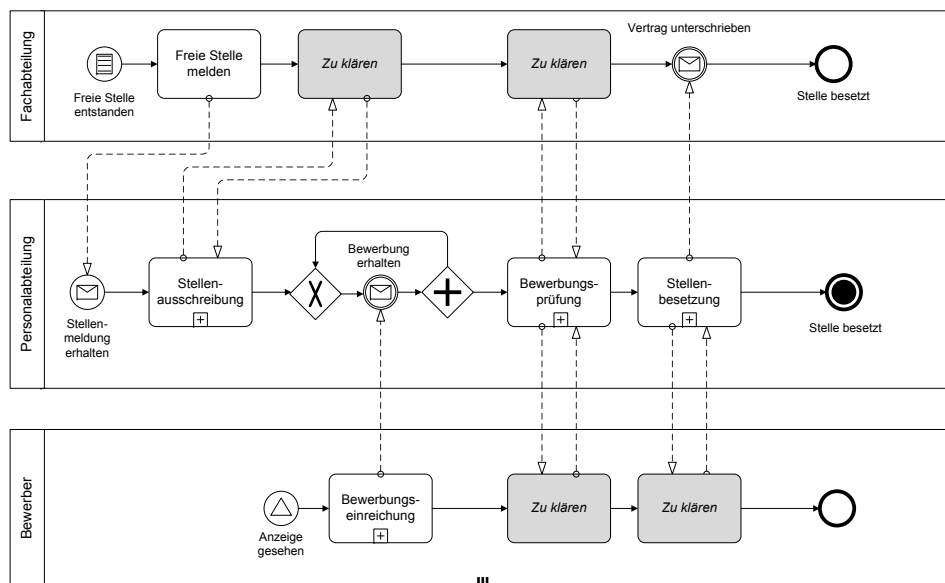 Fachabteilung
Freie Stelle
entstanden
Freie Stelle
melden
Zu klären
Zu klären
Vertrag unterschrieben
Stelle besetzt
Personalabteilung
Stellen-
meldung
erhalten
Stellen-
ausschreibung
Bewerbung
erhalten
Bewerbungs-
prüfung
Stellen-
besetzung
Stelle besetzt
Bewerber
Anzeige
gesehen
Bewerbungs-
einreichung
Zu klären
Zu klären